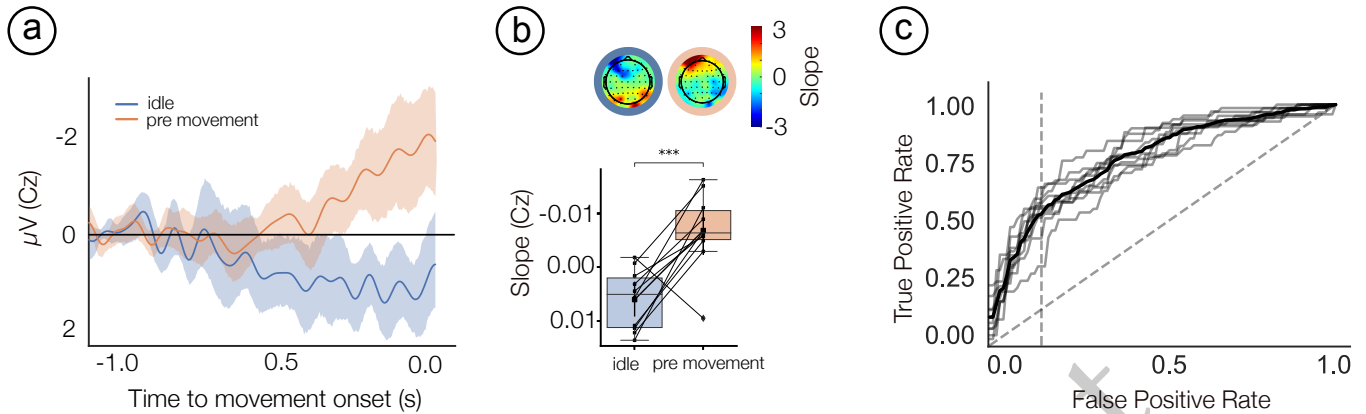 a
idle
pre movement
-2
0
2
µV (Cz)
-1.0
0.5
0.0
Time to movement onset (s)
b
3
0
-3
Slope
***
-0.01
0.00
0.01
Slope (Cz)
idle
pre movement
c
1.00
0.75
0.50
0.25
0.00
True Positive Rate
0.0
0.5
1.0
False Positive Rate